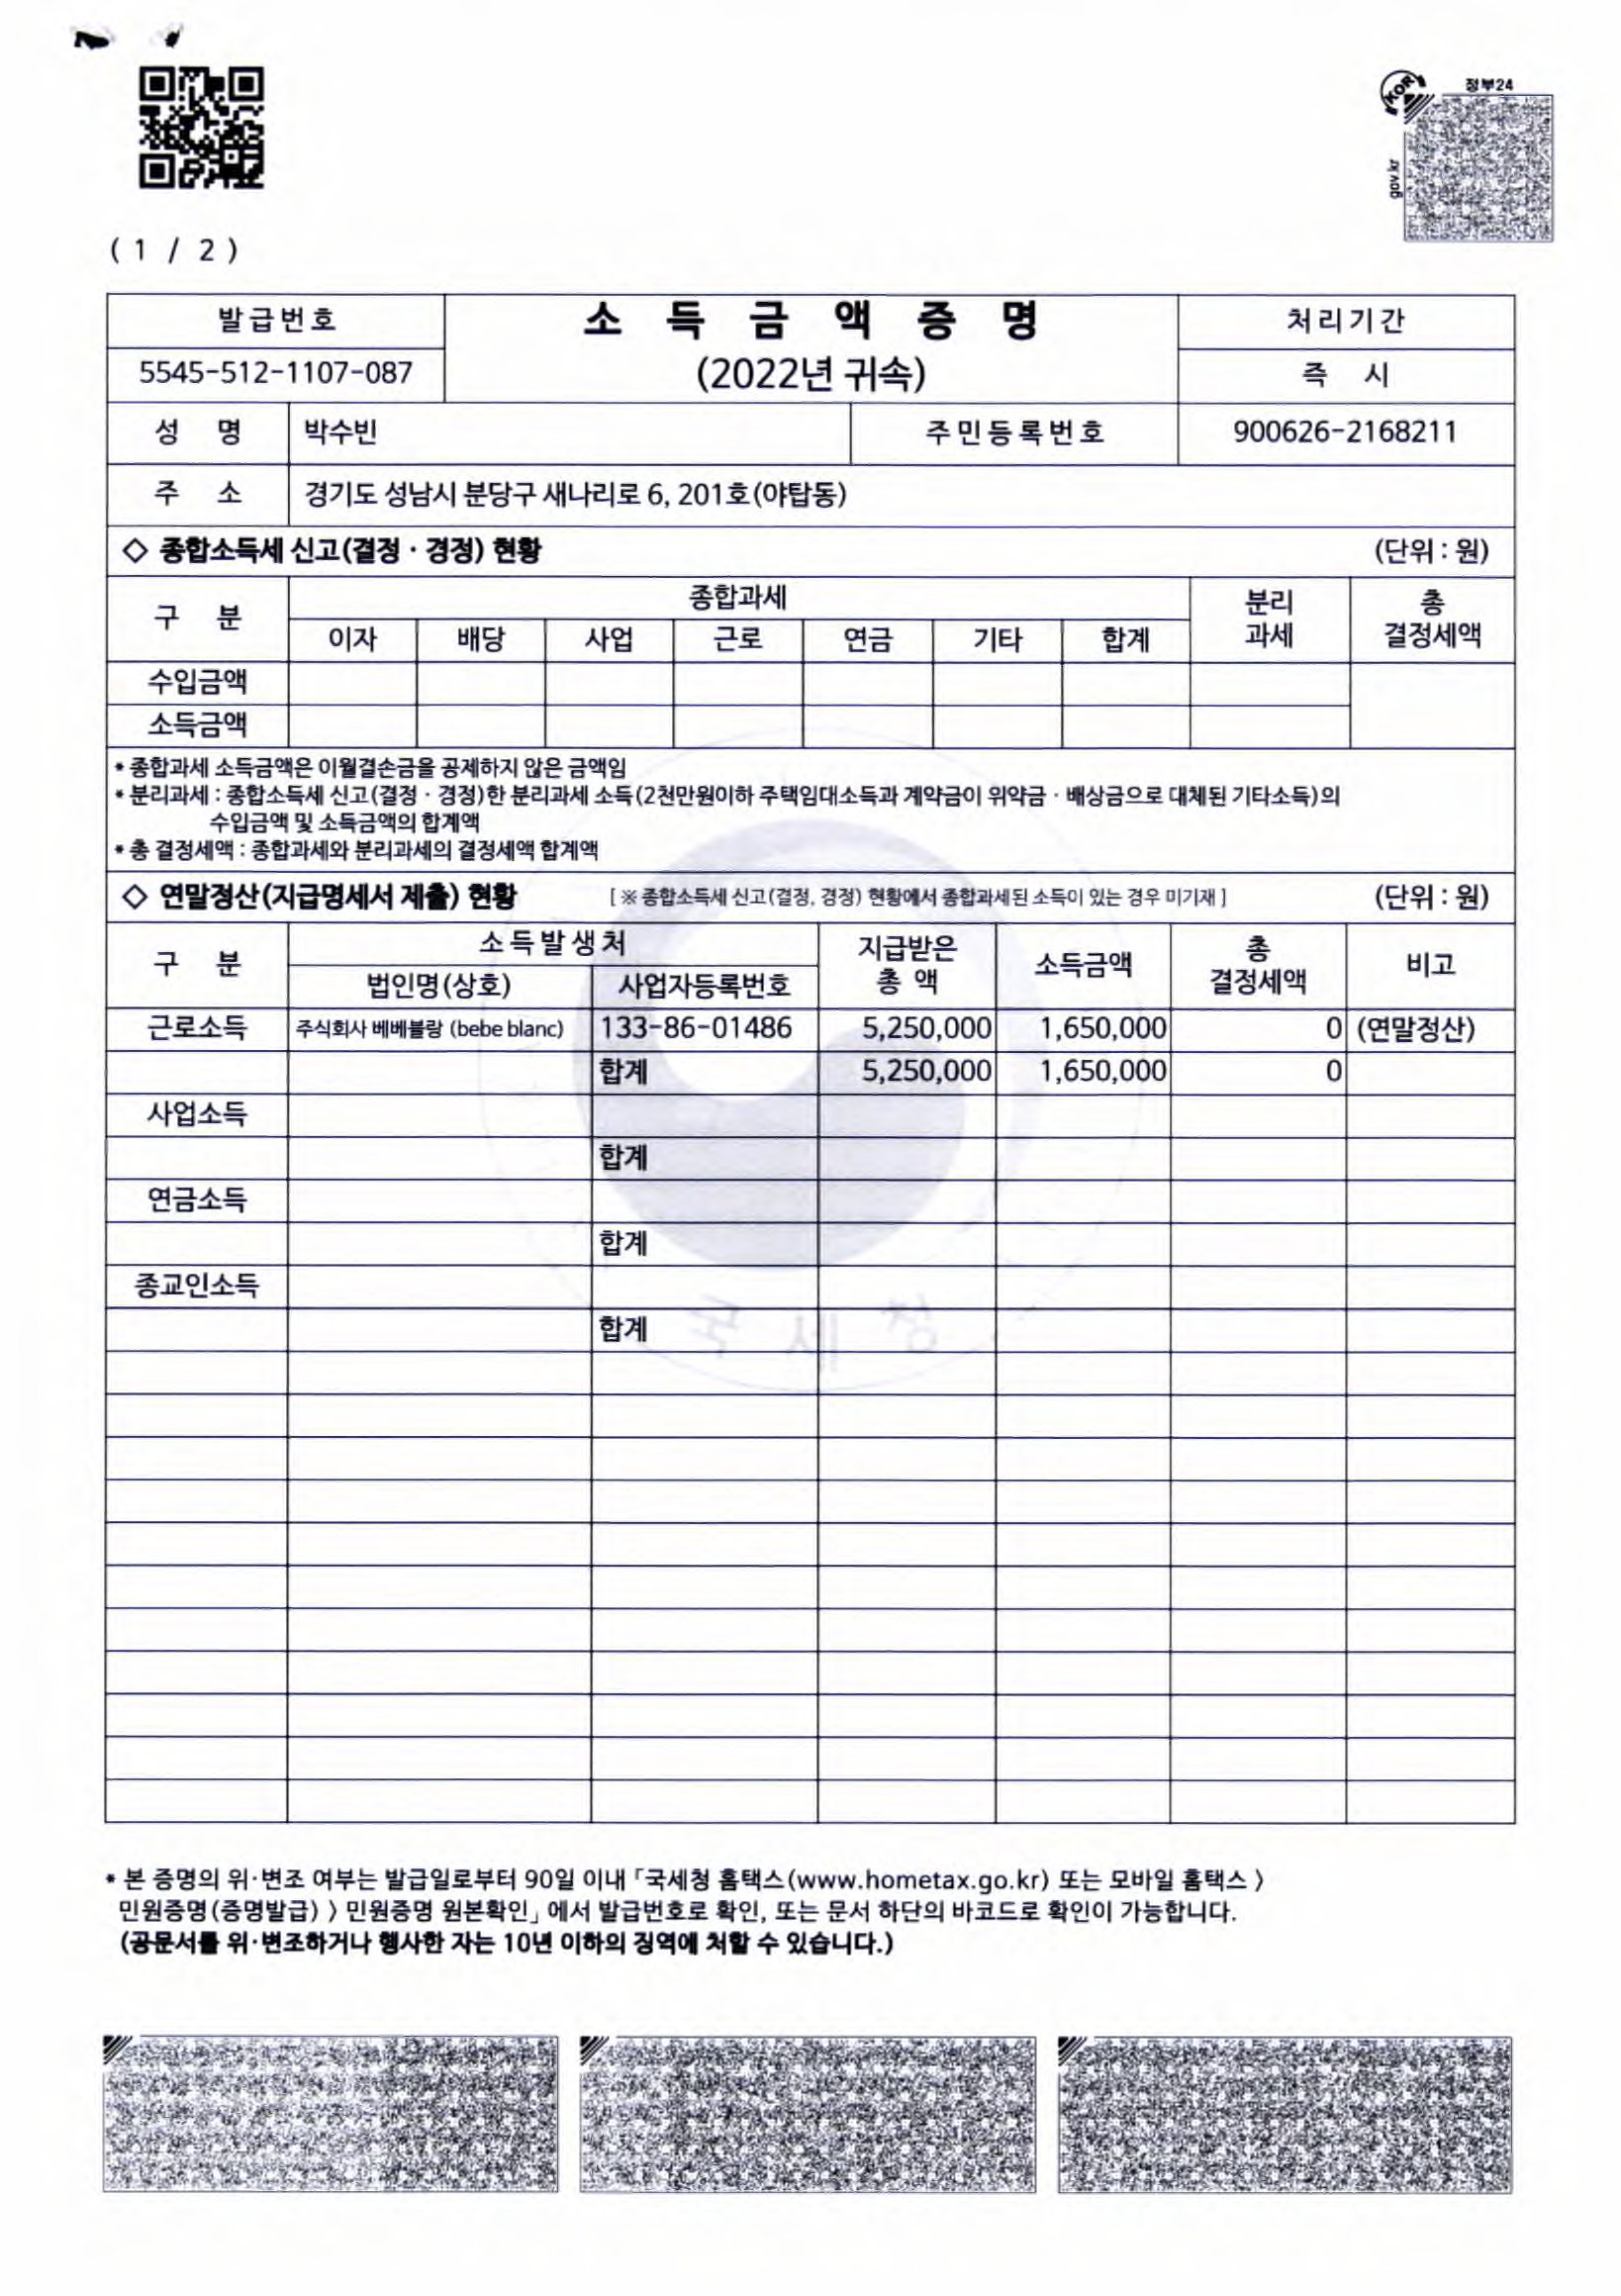 정부24
KOR
gov.kr
( 1 / 2 )
발급번호
소 득 금 액 증 명
처리기간
5545-512-1107-087
(2022년 귀속)
즉 시
성 명 박수빈 주민등록번호 900626-2168211
주 소 경기도 성남시 분당구 새나리로 6, 201호(야탑동)
◇ 종합소득세 신고(결정 · 경정) 현황 (단위 : 원)
구 분 종합과세 분리 과세 총 결정세액
이자 배당 사업 근로 연금 기타 합계
수입금액
소득금액
* 종합과세 소득금액은 이월결손금을 공제하지 않은 금액임
* 분리과세 : 종합소득세 신고(결정 · 경정)한 분리과세 소득(2천만원이하 주택임대소득과 계약금이 위약금 · 배상금으로 대체된 기타소득)의
수입금액 및 소득금액의 합계액
* 총 결정세액 : 종합과세와 분리과세의 결정세액 합계액
◇ 연말정산(지급명세서 제출) 현황 [ ※ 종합소득세 신고(결정, 경정) 현황에서 종합과세된 소득이 있는 경우 미기재 ] (단위 : 원)
구 분 소득발생처 지급받은 총 액 소득금액 총 결정세액 비고
법인명(상호) 사업자등록번호
근로소득 주식회사 베베블랑 (bebe blanc) 133-86-01486 5,250,000 1,650,000 0 (연말정산)
합계 5,250,000 1,650,000 0
사업소득
합계
연금소득
합계
종교인소득
합계
국세청
* 본 증명의 위·변조 여부는 발급일로부터 90일 이내 「국세청 홈택스(www.hometax.go.kr) 또는 모바일 홈택스 〉
민원증명(증명발급) 〉 민원증명 원본확인」 에서 발급번호로 확인, 또는 문서 하단의 바코드로 확인이 가능합니다.
(공문서를 위·변조하거나 행사한 자는 10년 이하의 징역에 처할 수 있습니다.)